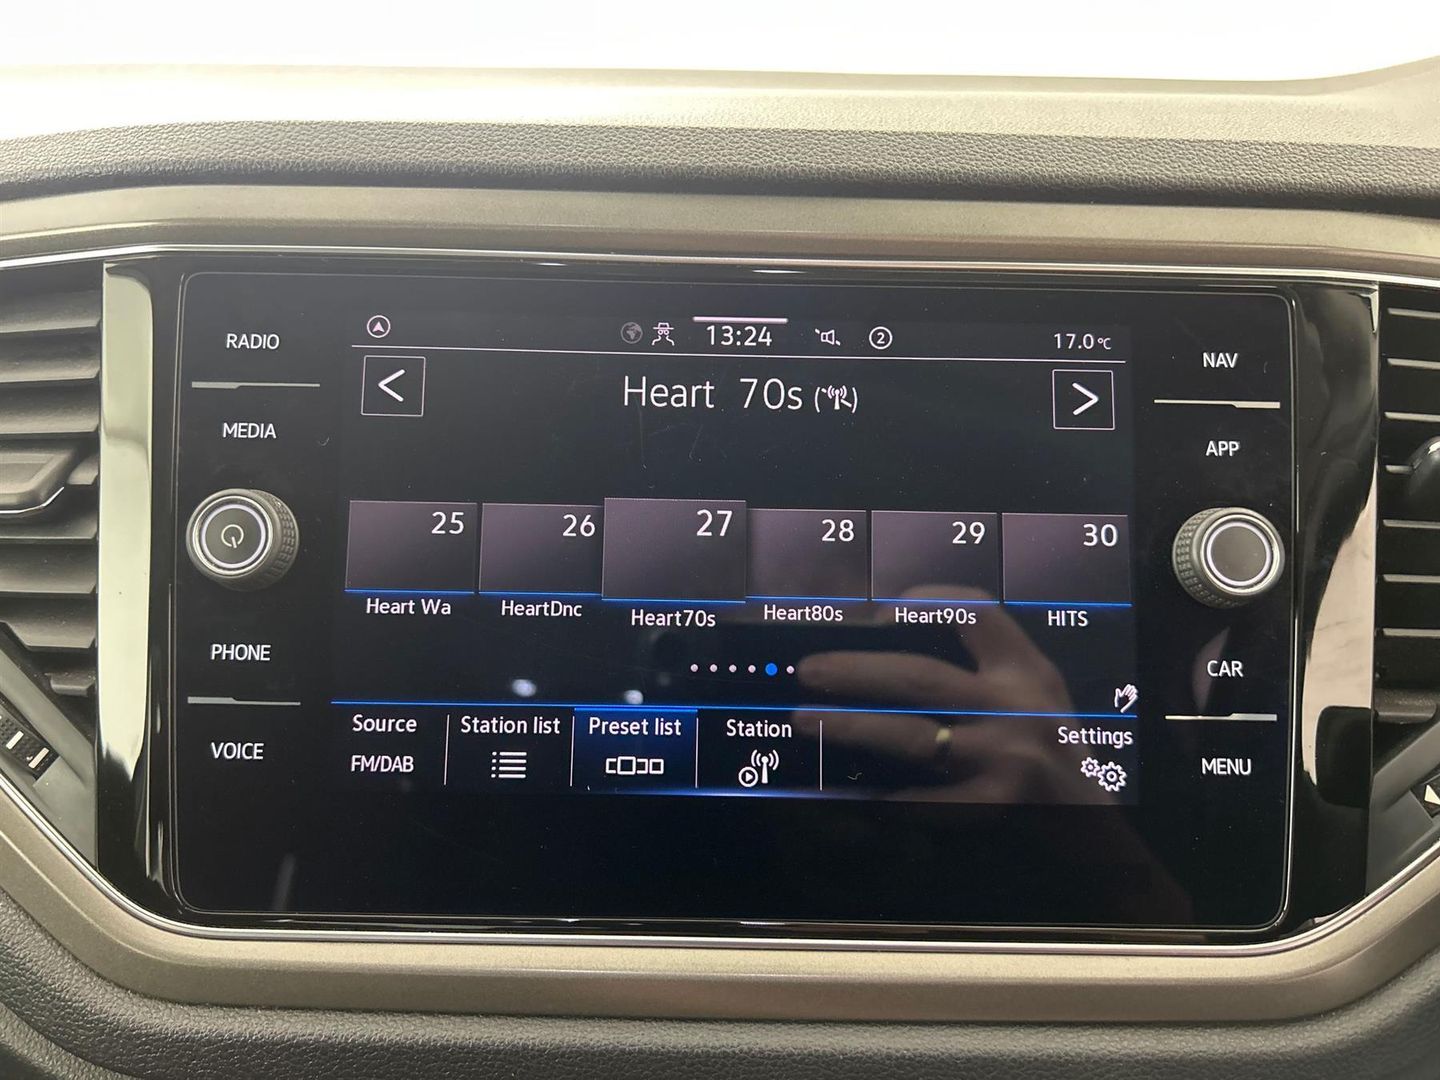 RADIO
MEDIA
PHONE
VOICE
13:24
2
17.0°C
<
Heart 70s
>
25
26
27
28
29
30
Heart Wa
HeartDnc
Heart70s
Heart80s
Heart90s
HITS
Source
FM/DAB
Station list
Preset list
Station
Settings
NAV
APP
CAR
MENU